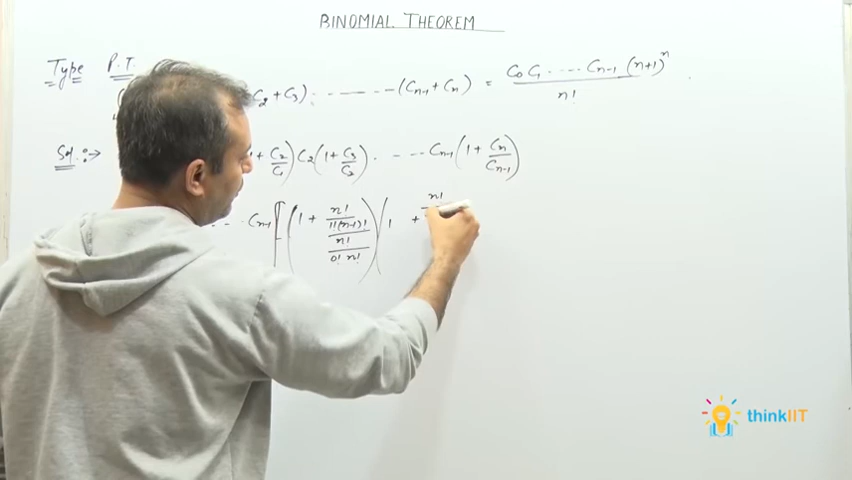 BINOMIAL THEOREM
Type P.T.
C₂+C₃) ·········(Cₙ₋₁+Cₙ) = C₀ C₁ ..... Cₙ₋₁ (n+1)ⁿ / n!
Sol :→ + C₂/C₁) C₂(1+ C₃/C₂) · ···· Cₙ₋₁(1+ Cₙ/Cₙ₋₁)
... Cₙ₋₁ [(1 + n!/1!(n-1)! / n!/0! n!)(1 + n!
thinkIIT